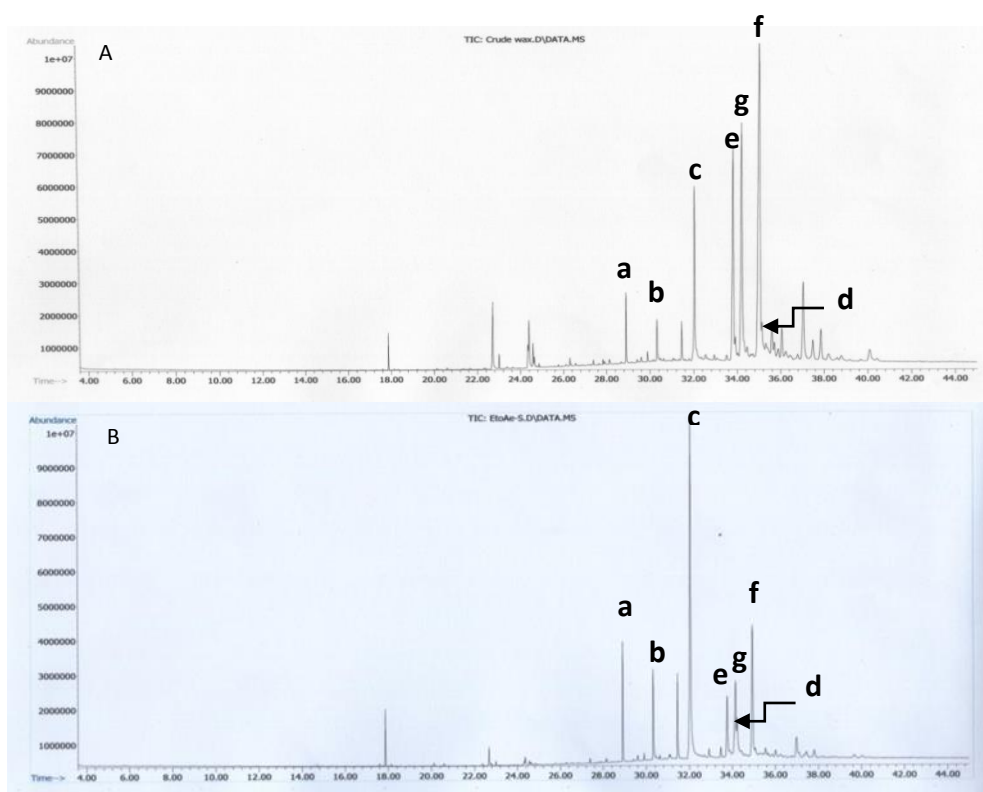 TIC: Crude wax.D\DATA.MS
Abundance
A
f
1e+07
9000000
8000000
7000000
6000000
5000000
4000000
3000000
2000000
1000000
g
e
c
a
b
d
Time-->
4.00 6.00 8.00 10.00 12.00 14.00 16.00 18.00 20.00 22.00 24.00 26.00 28.00 30.00 32.00 34.00 36.00 38.00 40.00 42.00 44.00
TIC: EtoAe-S.D\DATA.MS
Abundance
B
c
1e+07
9000000
8000000
7000000
6000000
5000000
4000000
3000000
2000000
1000000
a
f
b
g
e
d
Time-->
4.00 6.00 8.00 10.00 12.00 14.00 16.00 18.00 20.00 22.00 24.00 26.00 28.00 30.00 32.00 34.00 36.00 38.00 40.00 42.00 44.00